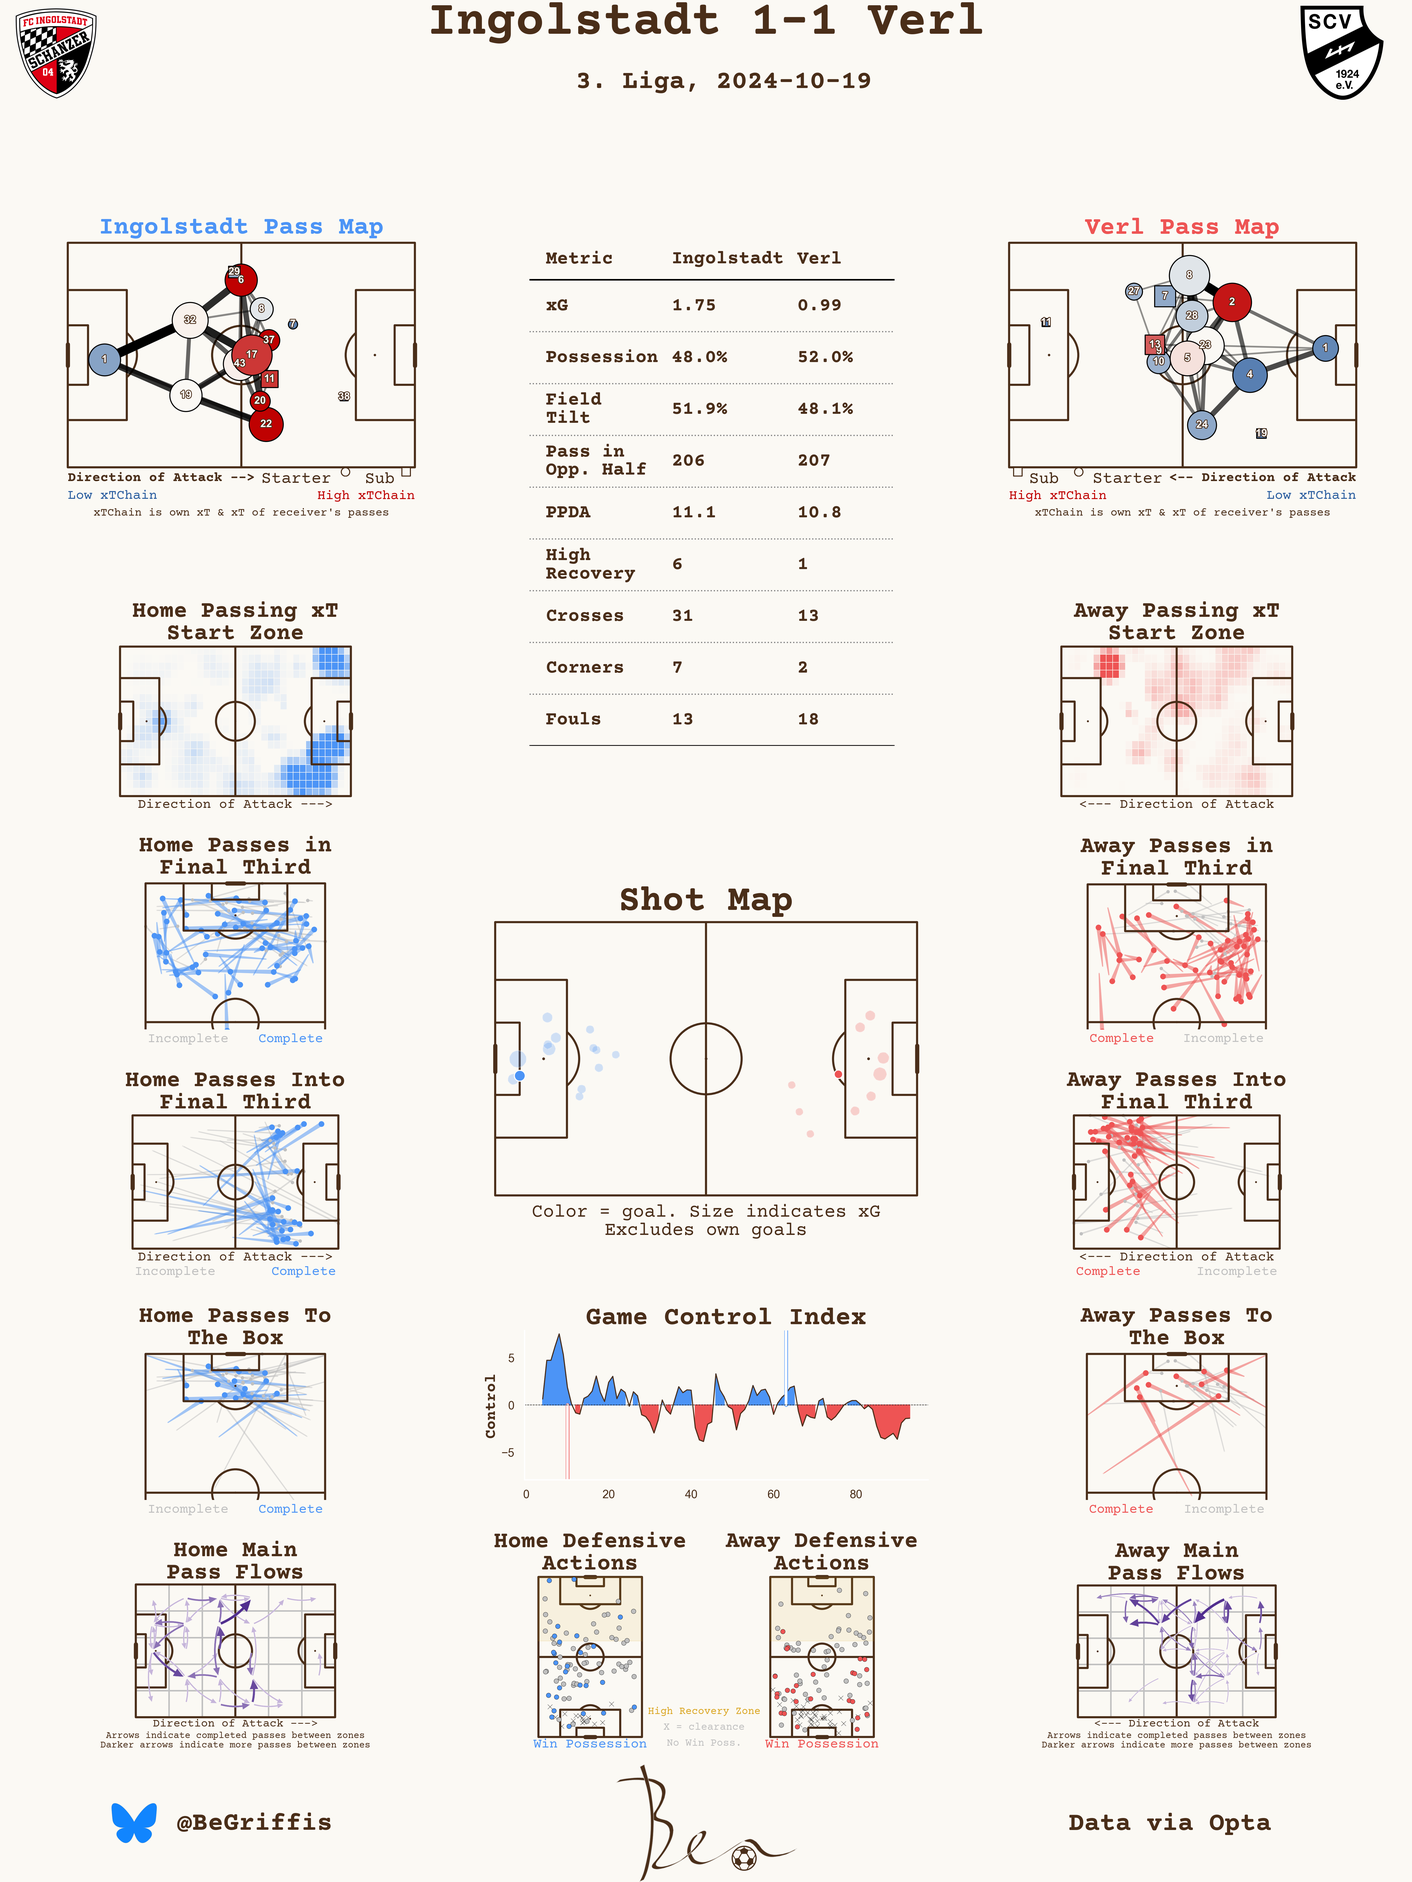 Ingolstadt 1-1 Verl
3. Liga, 2024-10-19
FC INGOLSTADT
SCHANZER
04
SCV
1924
e.V.
Ingolstadt Pass Map
29
6
8
7
32
37
17
43
1
11
19
20
38
22
Direction of Attack --> Starter Sub
Low xTChain High xTChain
xTChain is own xT & xT of receiver's passes
Metric Ingolstadt Verl
xG 1.75 0.99
Possession 48.0% 52.0%
Field
Tilt 51.9% 48.1%
Pass in
Opp. Half 206 207
PPDA 11.1 10.8
High
Recovery 6 1
Crosses 31 13
Corners 7 2
Fouls 13 18
Verl Pass Map
8
27
7
2
11
28
13
9
23
1
10
5
4
24
19
Sub Starter <-- Direction of Attack
High xTChain Low xTChain
xTChain is own xT & xT of receiver's passes
Home Passing xT
Start Zone
Direction of Attack --->
Away Passing xT
Start Zone
<--- Direction of Attack
Home Passes in
Final Third
Incomplete Complete
Away Passes in
Final Third
Complete Incomplete
Shot Map
Color = goal. Size indicates xG
Excludes own goals
Home Passes Into
Final Third
Direction of Attack --->
Incomplete Complete
Away Passes Into
Final Third
<--- Direction of Attack
Complete Incomplete
Home Passes To
The Box
Incomplete Complete
Game Control Index
Control
5
0
−5
0 20 40 60 80
Away Passes To
The Box
Complete Incomplete
Home Main
Pass Flows
Direction of Attack --->
Arrows indicate completed passes between zones
Darker arrows indicate more passes between zones
Home Defensive
Actions
Win Possession
High Recovery Zone
X = clearance
No Win Poss.
Away Defensive
Actions
Win Possession
Away Main
Pass Flows
<--- Direction of Attack
Arrows indicate completed passes between zones
Darker arrows indicate more passes between zones
@BeGriffis
Ben
Data via Opta